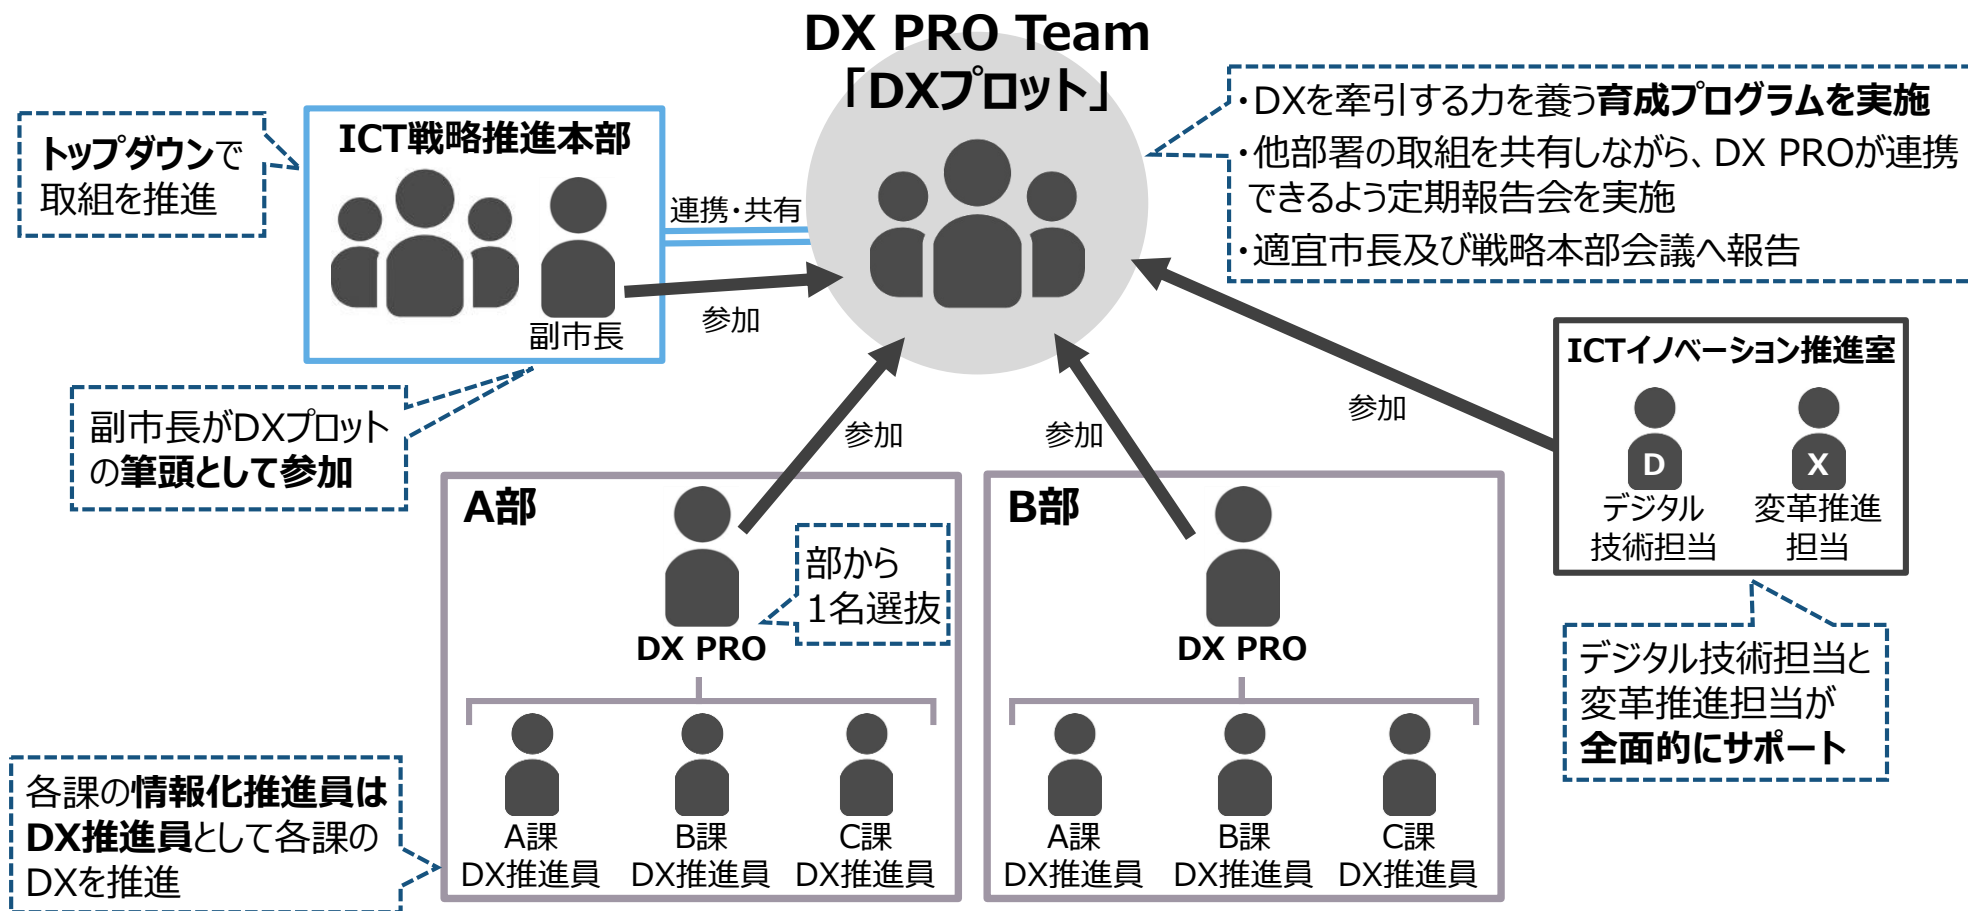 DX PRO Team
「DXプロット」
トップダウンで
取組を推進
ICT戦略推進本部
副市長
連携・共有
参加
・DXを牽引する力を養う育成プログラムを実施
・他部署の取組を共有しながら、DX PROが連携
できるよう定期報告会を実施
・適宜市長及び戦略本部会議へ報告
副市長がDXプロット
の筆頭として参加
参加
参加
参加
ICTイノベーション推進室
D
X
デジタル
技術担当
変革推進
担当
デジタル技術担当と
変革推進担当が
全面的にサポート
A部
部から
1名選抜
DX PRO
A課
DX推進員
B課
DX推進員
C課
DX推進員
B部
DX PRO
A課
DX推進員
B課
DX推進員
C課
DX推進員
各課の情報化推進員は
DX推進員として各課の
DXを推進